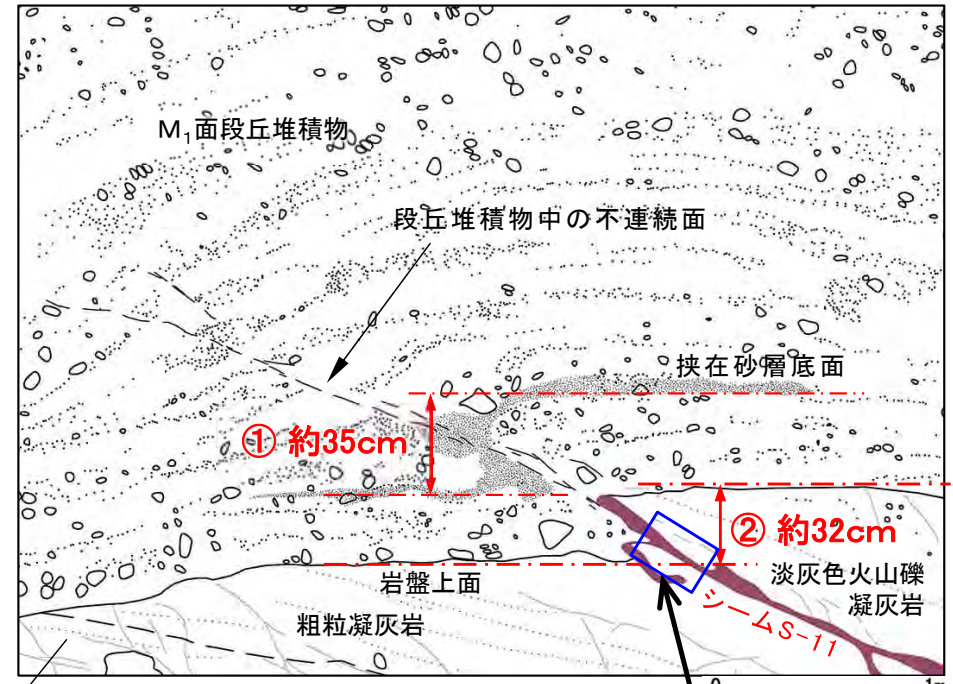 M₁面段丘堆積物
段丘堆積物中の不連続面
挟在砂層底面
① 約35cm
② 約32cm
岩盤上面
淡灰色火山礫
凝灰岩
粗粒凝灰岩
シームS-11
0 1m